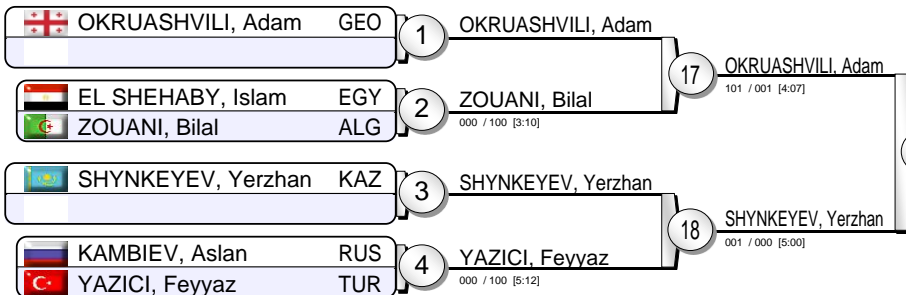 OKRUASHVILI, Adam GEO
1
OKRUASHVILI, Adam
17
OKRUASHVILI, Adam
101 / 001 [4:07]
EL SHEHABY, Islam EGY
ZOUANI, Bilal ALG
2
ZOUANI, Bilal
000 / 100 [3:10]
SHYNKEYEV, Yerzhan KAZ
3
SHYNKEYEV, Yerzhan
18
SHYNKEYEV, Yerzhan
001 / 000 [5:00]
KAMBIEV, Aslan RUS
YAZICI, Feyyaz TUR
4
YAZICI, Feyyaz
000 / 100 [5:12]